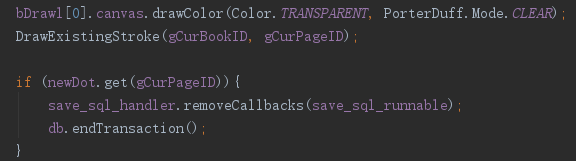 bDrawl[0].canvas.drawColor(Color.TRANSPARENT, PorterDuff.Mode.CLEAR);
DrawExistingStroke(gCurBookID, gCurPageID);
if (newDot.get(gCurPageID)){
save_sql_handler.removeCallbacks(save_sql_runnable);
db.endTransaction();
}